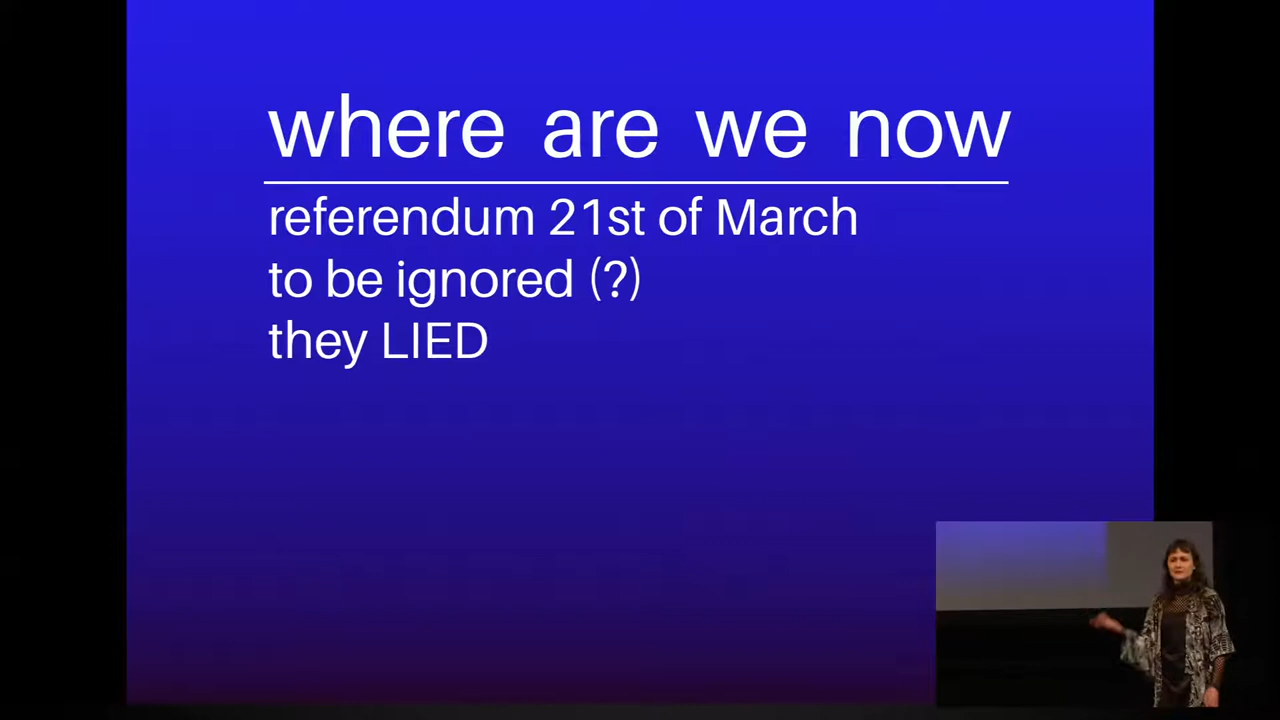 where are we now
referendum 21st of March
to be ignored (?)
they LIED